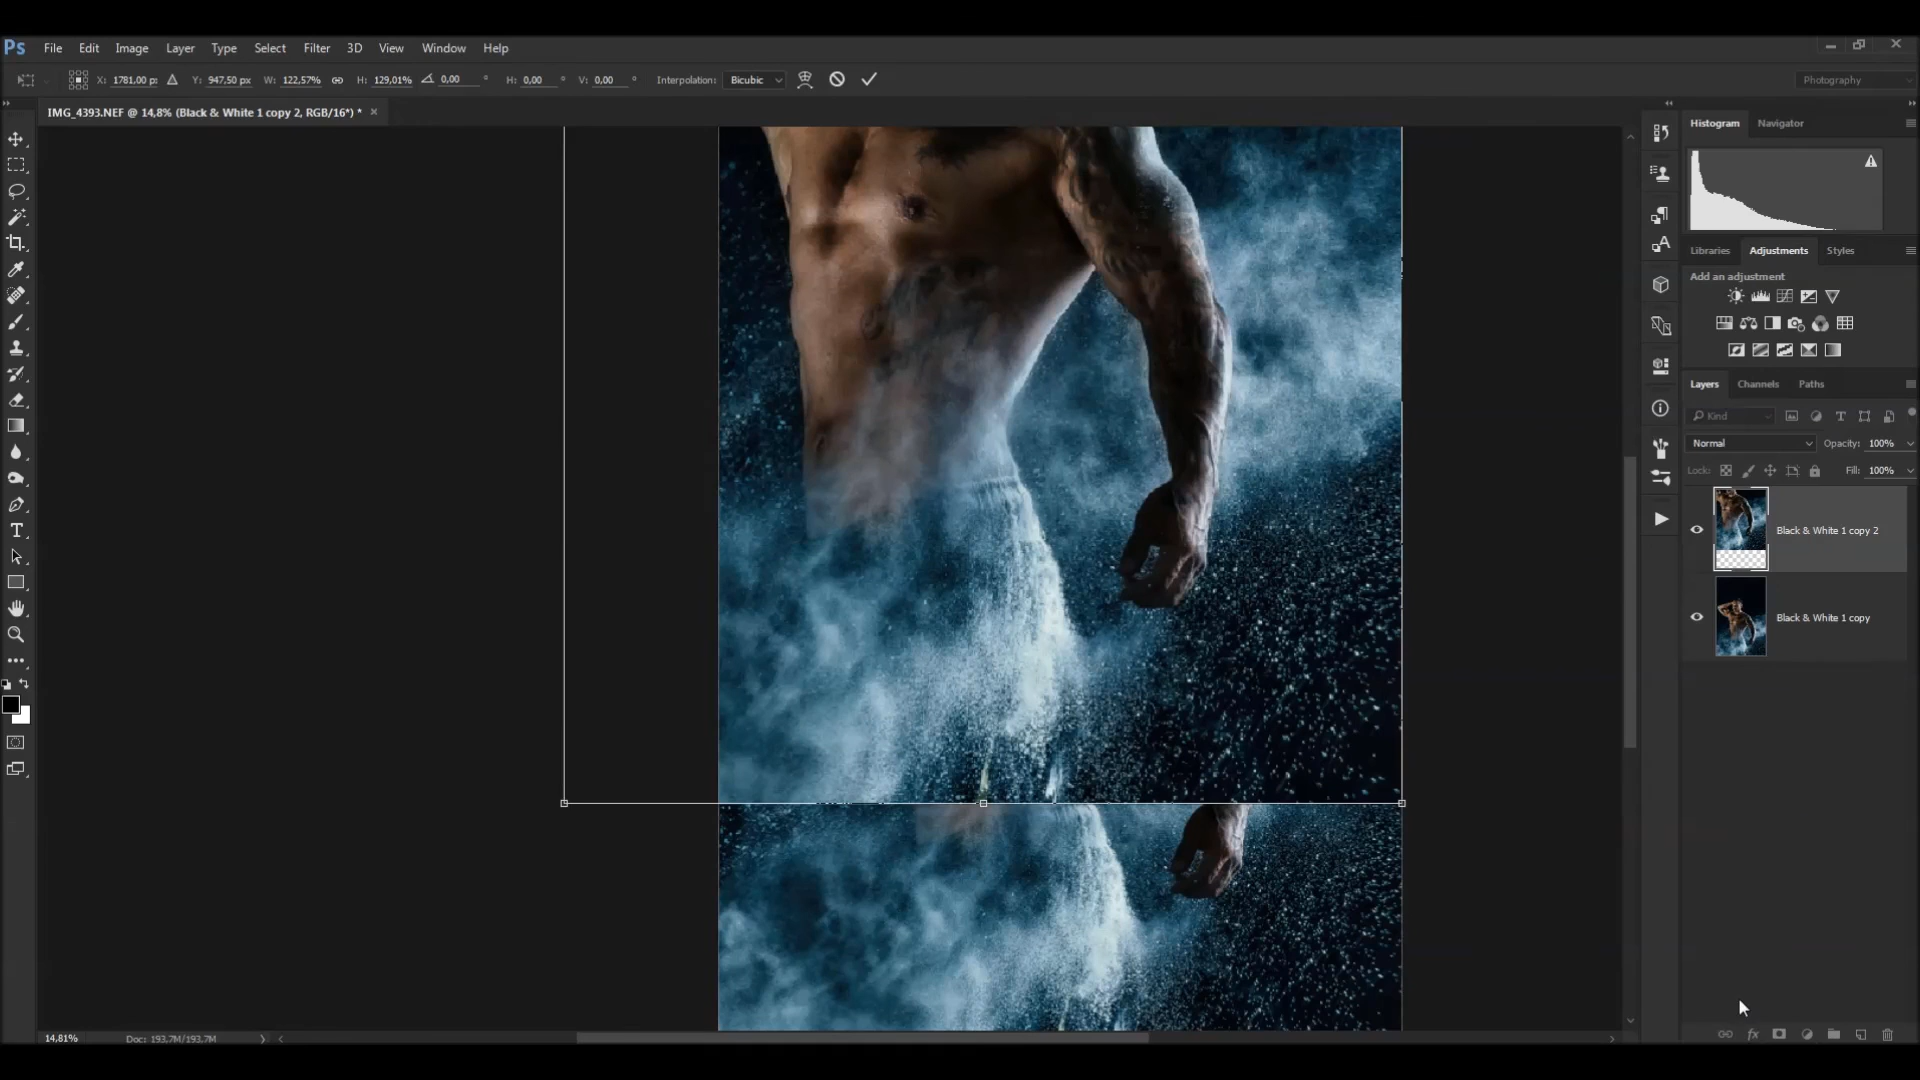 Ps File Edit Image Layer Type Select Filter 3D View Window Help
X: 1781,00 px Y: 947,50 px W: 122,57% H: 129,01% 0,00 ° H: 0,00 ° V: 0,00 ° Interpolation: Bicubic Photography
IMG_4393.NEF @ 14,8% (Black & White 1 copy 2, RGB/16*) * ×
Histogram Navigator
Libraries Adjustments Styles
Add an adjustment
Layers Channels Paths
Kind
Normal Opacity: 100%
Lock: Fill: 100%
Black & White 1 copy 2
Black & White 1 copy
14,81% Doc: 193,7M/193,7M